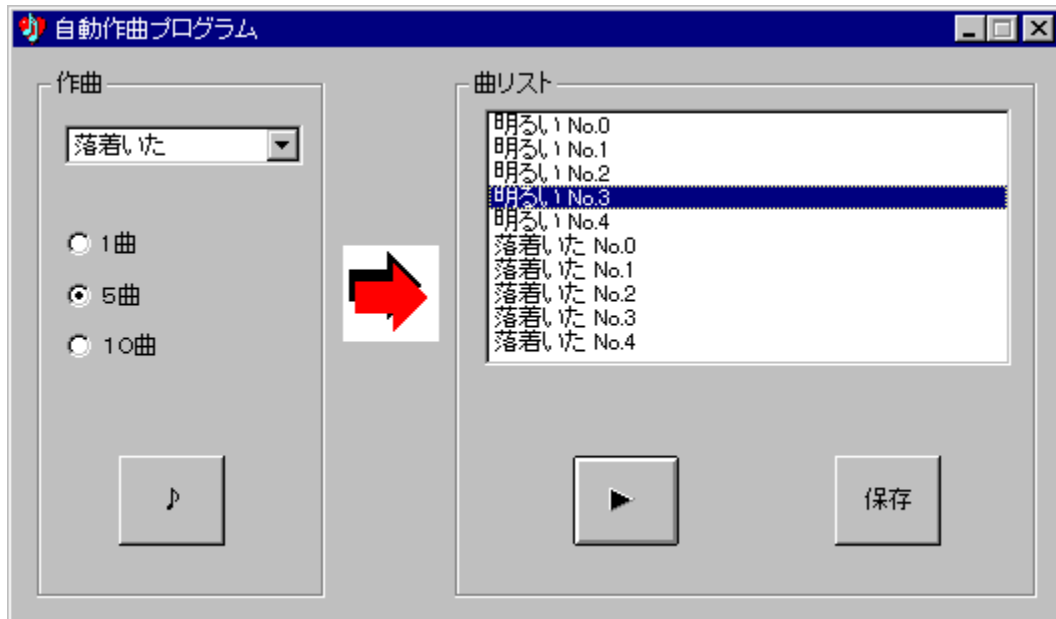 自動作曲プログラム
作曲
落着いた
1曲
5曲
10曲
♪
曲リスト
明るい No.0
明るい No.1
明るい No.2
明るい No.3
明るい No.4
落着いた No.0
落着いた No.1
落着いた No.2
落着いた No.3
落着いた No.4
保存